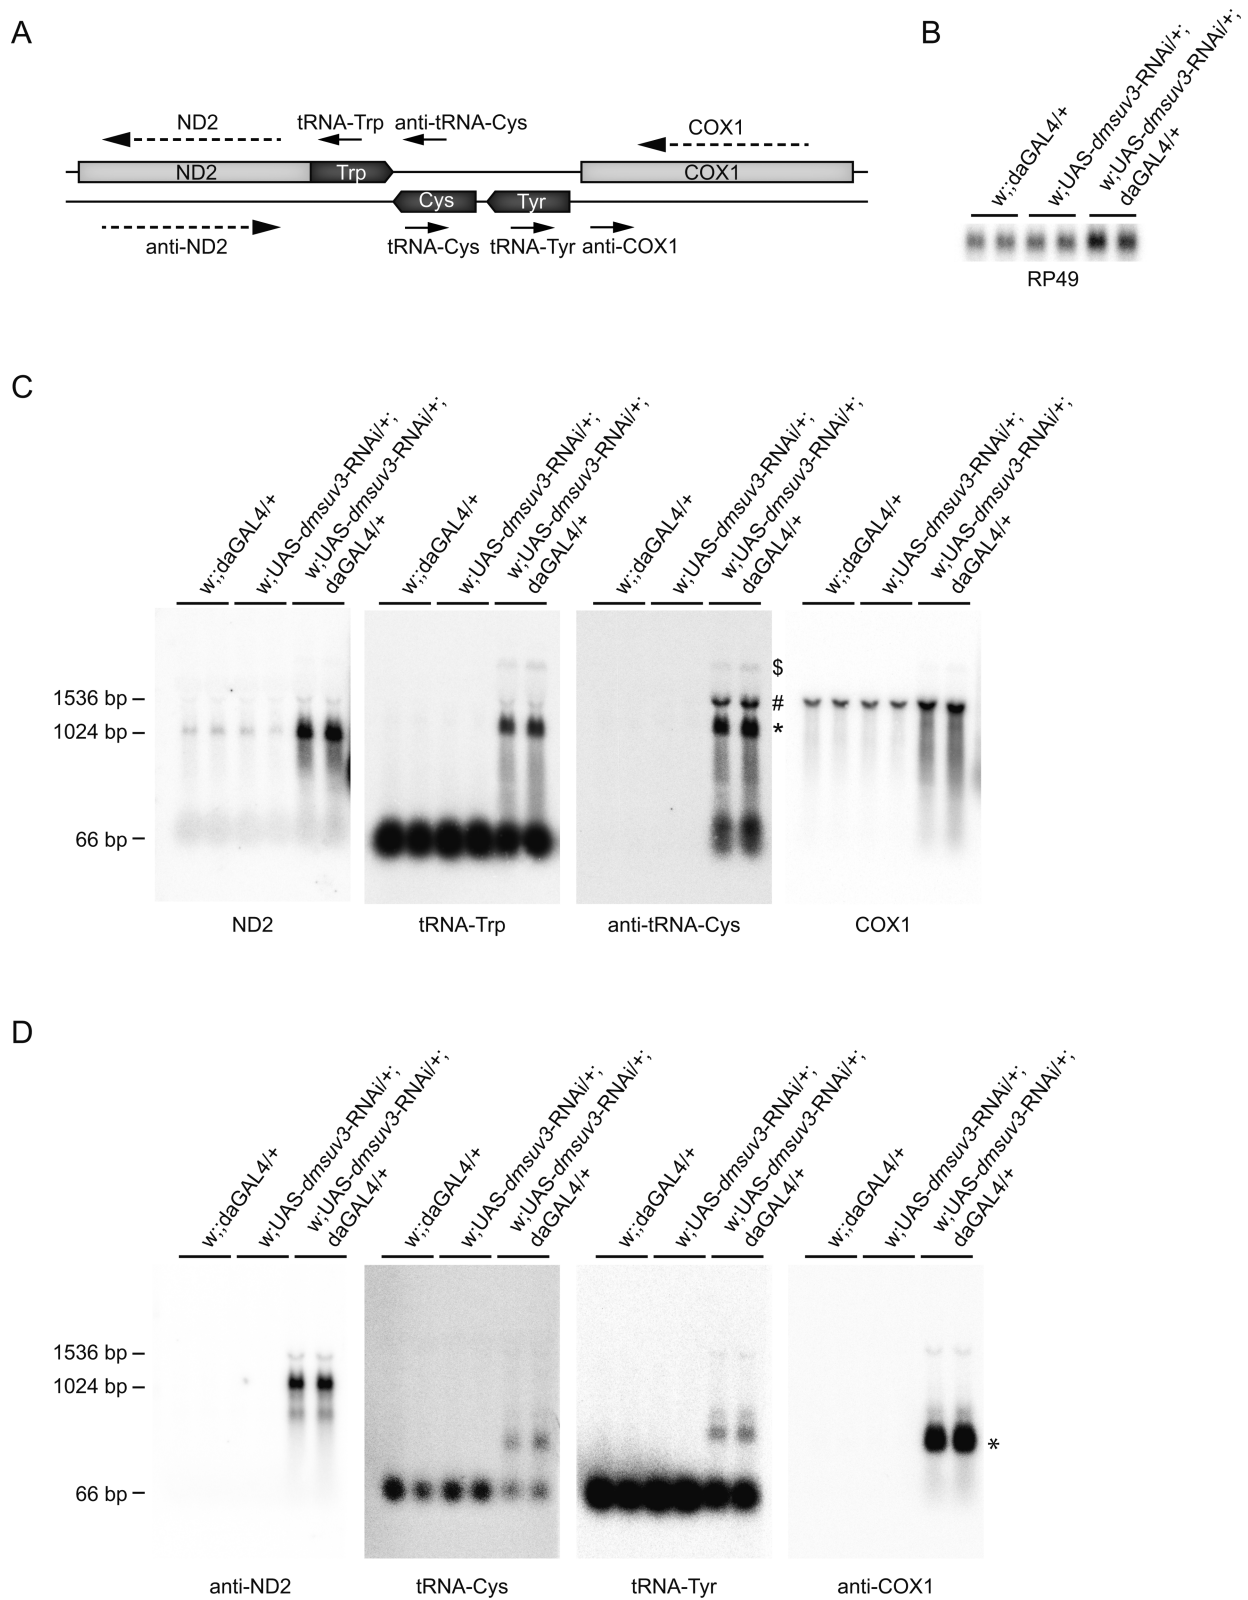 A
ND2
tRNA-Trp
anti-tRNA-Cys
COX1
ND2
Trp
COX1
Cys
Tyr
anti-ND2
tRNA-Cys
tRNA-Tyr
anti-COX1
B
w;;daGAL4/+
w;UAS-dmsuv3-RNAi/+;
w;UAS-dmsuv3-RNAi/+;
daGAL4/+
RP49
C
w;;daGAL4/+
w;UAS-dmsuv3-RNAi/+;
w;UAS-dmsuv3-RNAi/+;
daGAL4/+
w;;daGAL4/+
w;UAS-dmsuv3-RNAi/+;
w;UAS-dmsuv3-RNAi/+;
daGAL4/+
w;;daGAL4/+
w;UAS-dmsuv3-RNAi/+;
w;UAS-dmsuv3-RNAi/+;
daGAL4/+
w;;daGAL4/+
w;UAS-dmsuv3-RNAi/+;
w;UAS-dmsuv3-RNAi/+;
daGAL4/+
1536 bp
1024 bp
66 bp
$
#
*
ND2
tRNA-Trp
anti-tRNA-Cys
COX1
D
w;;daGAL4/+
w;UAS-dmsuv3-RNAi/+;
w;UAS-dmsuv3-RNAi/+;
daGAL4/+
w;;daGAL4/+
w;UAS-dmsuv3-RNAi/+;
w;UAS-dmsuv3-RNAi/+;
daGAL4/+
w;;daGAL4/+
w;UAS-dmsuv3-RNAi/+;
w;UAS-dmsuv3-RNAi/+;
daGAL4/+
w;;daGAL4/+
w;UAS-dmsuv3-RNAi/+;
w;UAS-dmsuv3-RNAi/+;
daGAL4/+
1536 bp
1024 bp
66 bp
*
anti-ND2
tRNA-Cys
tRNA-Tyr
anti-COX1